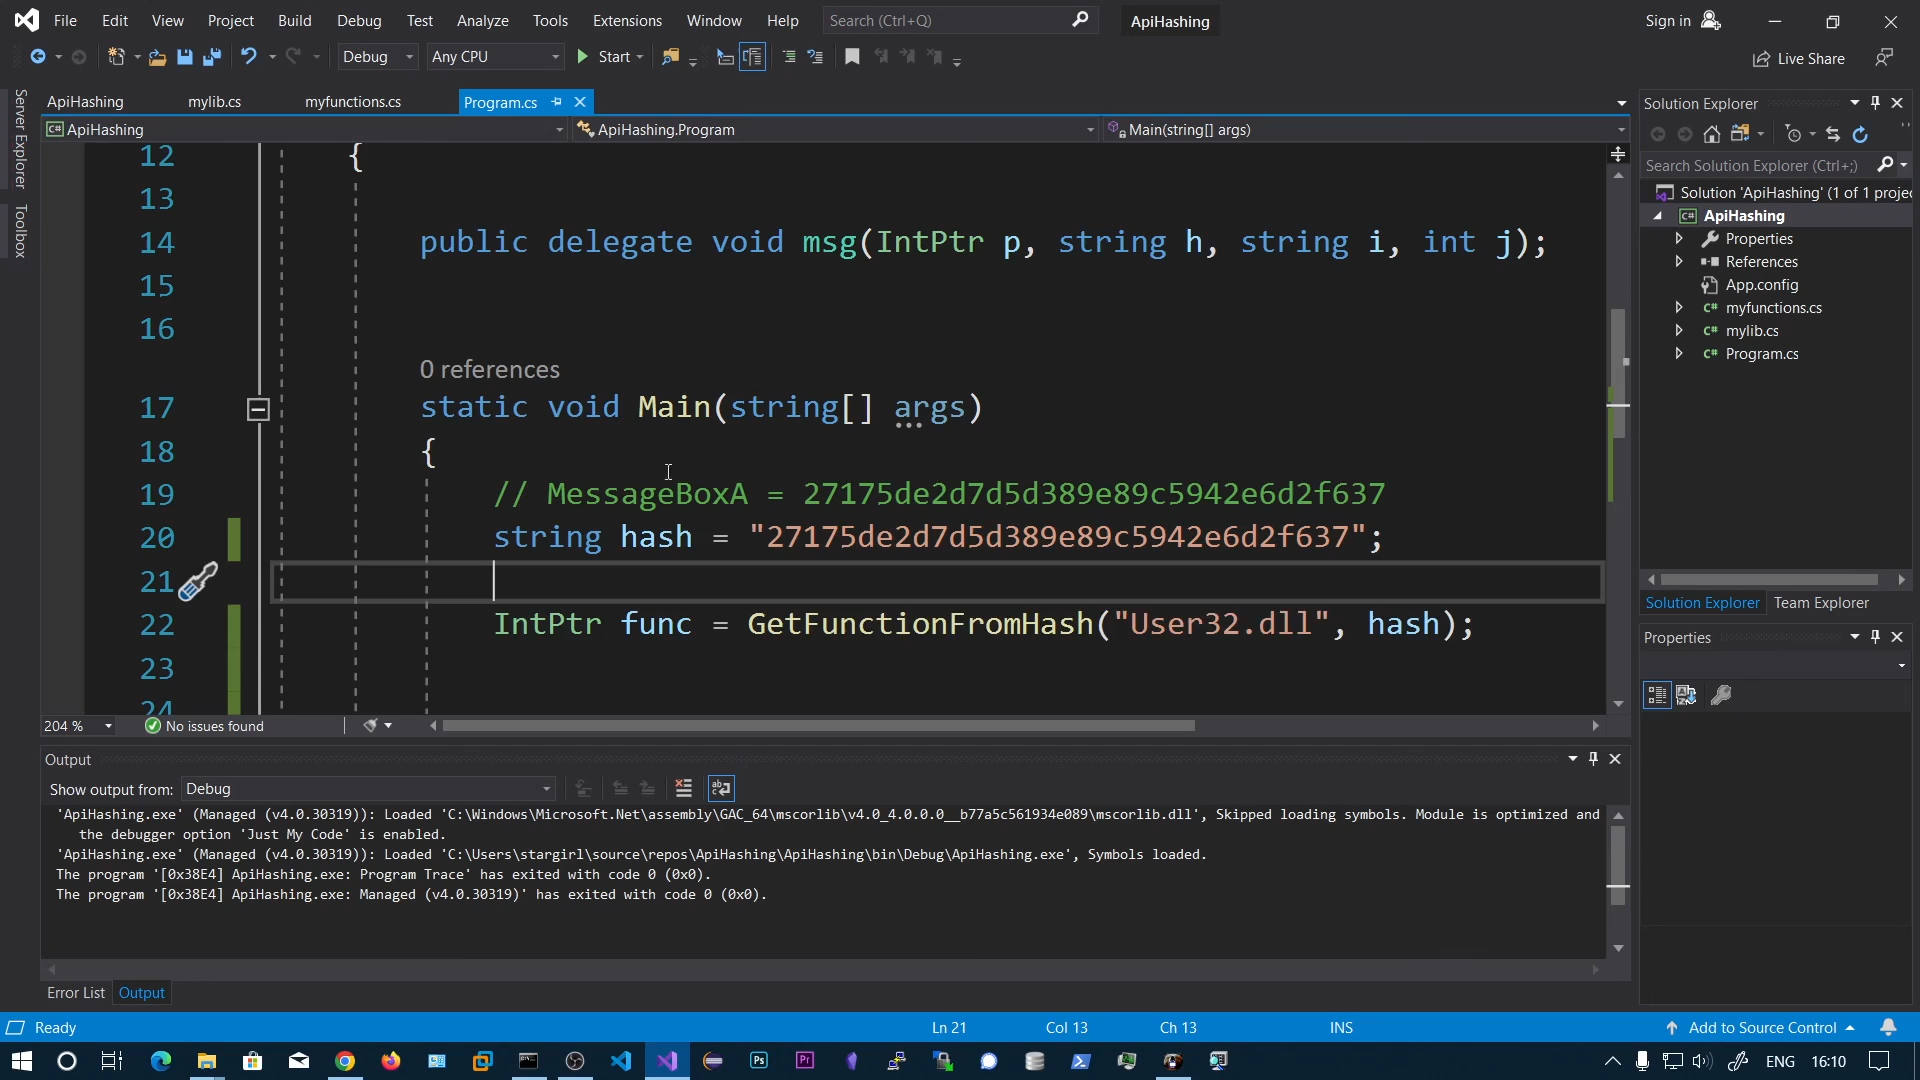 File Edit View Project Build Debug Test Analyze Tools Extensions Window Help Search (Ctrl+Q) ApiHashing Sign in
Debug Any CPU Start Live Share
Server Explorer
Toolbox
ApiHashing mylib.cs myfunctions.cs Program.cs
ApiHashing ApiHashing.Program Main(string[] args)
12 {
13
14 public delegate void msg(IntPtr p, string h, string i, int j);
15
16
0 references
17 static void Main(string[] args)
18 {
19 // MessageBoxA = 27175de2d7d5d389e89c5942e6d2f637
20 string hash = "27175de2d7d5d389e89c5942e6d2f637";
21
22 IntPtr func = GetFunctionFromHash("User32.dll", hash);
23
24
204 % No issues found
Output
Show output from: Debug
'ApiHashing.exe' (Managed (v4.0.30319)): Loaded 'C:\Windows\Microsoft.Net\assembly\GAC_64\mscorlib\v4.0_4.0.0.0__b77a5c561934e089\mscorlib.dll', Skipped loading symbols. Module is optimized and
the debugger option 'Just My Code' is enabled.
'ApiHashing.exe' (Managed (v4.0.30319)): Loaded 'C:\Users\stargirl\source\repos\ApiHashing\ApiHashing\bin\Debug\ApiHashing.exe', Symbols loaded.
The program '[0x38E4] ApiHashing.exe: Program Trace' has exited with code 0 (0x0).
The program '[0x38E4] ApiHashing.exe: Managed (v4.0.30319)' has exited with code 0 (0x0).
Error List Output
Solution Explorer
Search Solution Explorer (Ctrl+;)
Solution 'ApiHashing' (1 of 1 projec
C# ApiHashing
Properties
References
App.config
C# myfunctions.cs
C# mylib.cs
C# Program.cs
Solution Explorer Team Explorer
Properties
Ready Ln 21 Col 13 Ch 13 INS Add to Source Control
Ps Pr ENG 16:10